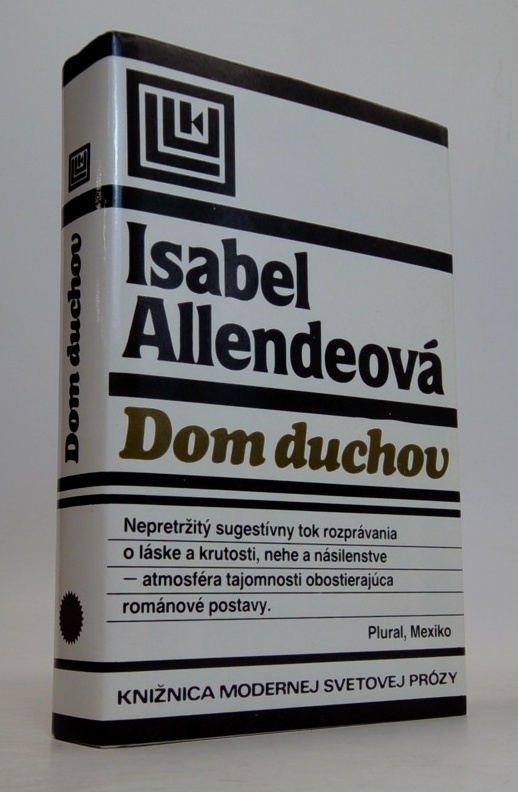 Dom duchov
Isabel
Allendeová
Dom duchov
Nepretržitý sugestívny tok rozprávania
o láske a krutosti, nehe a násilenstve
– atmosféra tajomnosti obostierajúca
románové postavy.
Plural, Mexiko
KNIŽNICA MODERNEJ SVETOVEJ PRÓZY